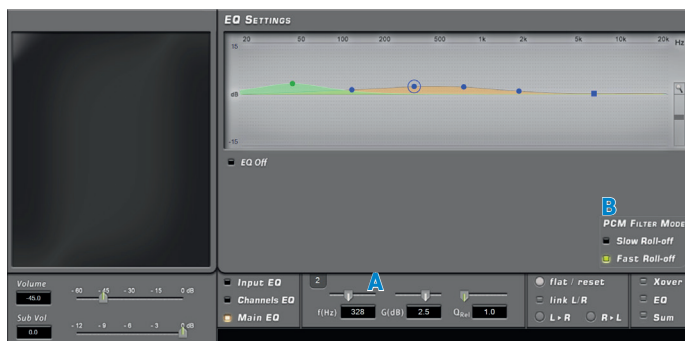 EQ SETTINGS
20 50 100 200 500 1k 2k 5k 10k 20k Hz
15
dB
-15
EQ Off
B
PCM FILTER MODE
Slow Roll-off
Fast Roll-off
Volume
-45.0
-60 -45 -30 -15 0 dB
Sub Vol
0.0
-12 -9 -6 -3 0 dB
Input EQ
Channels EQ
Main EQ
2
A
f(Hz) 328 G(dB) 2.5 QRel 1.0
flat / reset
link L/R
L▸R R▸L
Xover
EQ
Sum